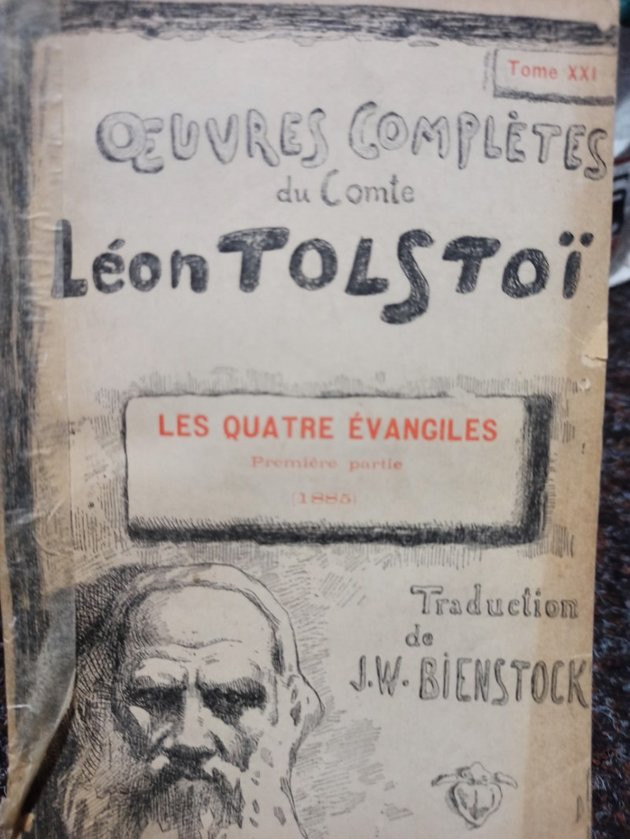 Tome XXI
ŒUVRES COMPLÈTES
du Comte
Léon TOLSTOÏ
LES QUATRE ÉVANGILES
Première partie
(1885)
Traduction
de
J.W. BIENSTOCK